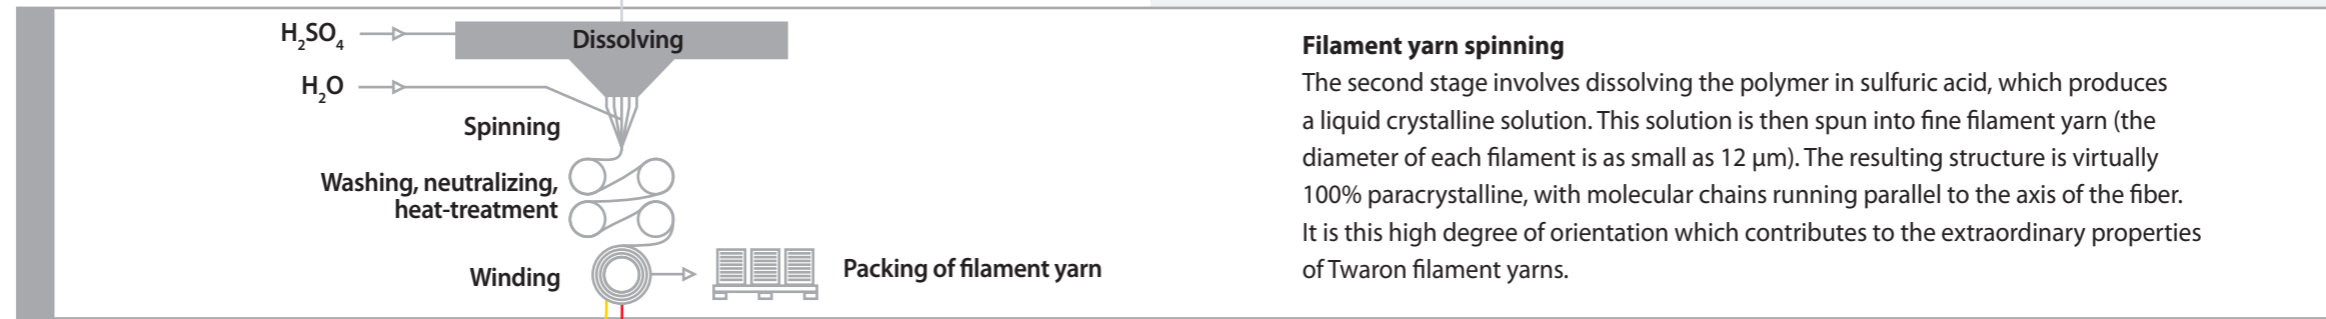 H₂SO₄
Dissolving
H₂O
Spinning
Washing, neutralizing,
heat-treatment
Winding
Packing of filament yarn
Filament yarn spinning
The second stage involves dissolving the polymer in sulfuric acid, which produces
a liquid crystalline solution. This solution is then spun into fine filament yarn (the
diameter of each filament is as small as 12 µm). The resulting structure is virtually
100% paracrystalline, with molecular chains running parallel to the axis of the fiber.
It is this high degree of orientation which contributes to the extraordinary properties
of Twaron filament yarns.